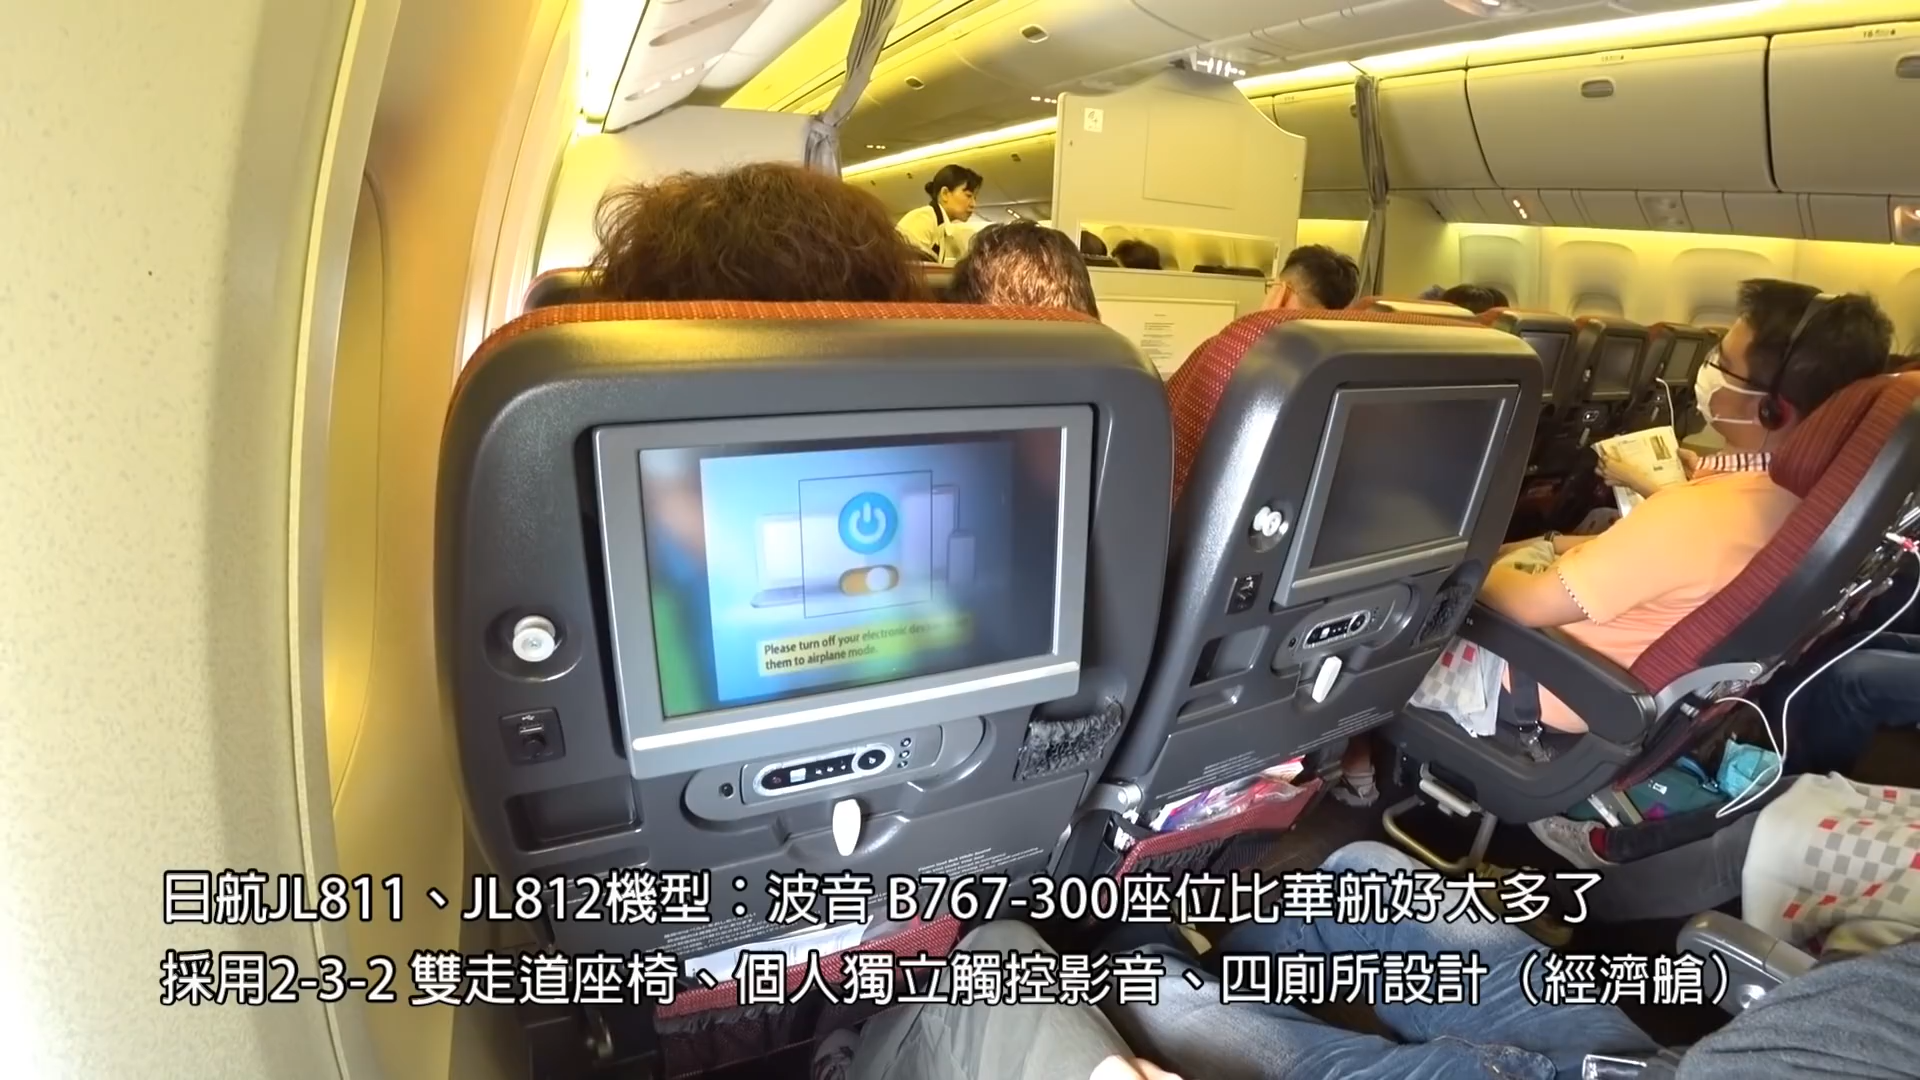 Please turn off your electronic
them to airplane mode.
日航JL811、JL812機型：波音 B767-300座位比華航好太多了
採用2-3-2 雙走道座椅、個人獨立觸控影音、四廁所設計（經濟艙）